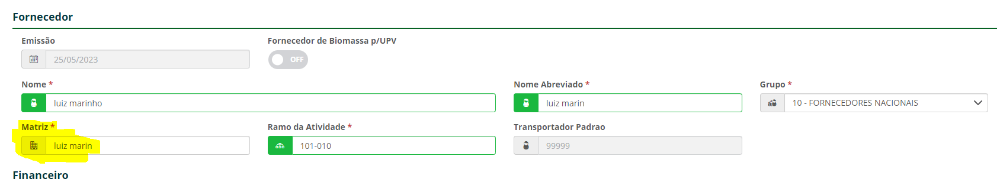 Fornecedor
Emissão
Fornecedor de Biomassa p/UPV
25/05/2023
OFF
Nome *
Nome Abreviado *
Grupo *
luiz marinho
luiz marin
10 - FORNECEDORES NACIONAIS
Matriz *
Ramo da Atividade *
Transportador Padrao
luiz marin
101-010
99999
Financeiro